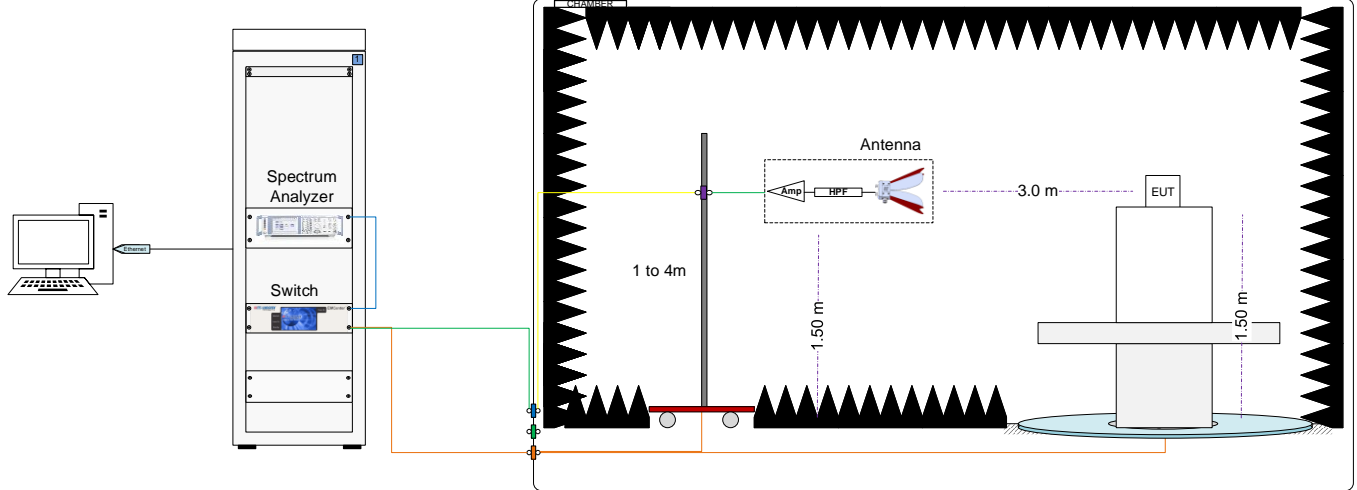 CHAMBER
1
Spectrum
Analyzer
Ethernet
Switch
Antenna
Amp
HPF
3.0 m
EUT
1 to 4m
1.50 m
1.50 m